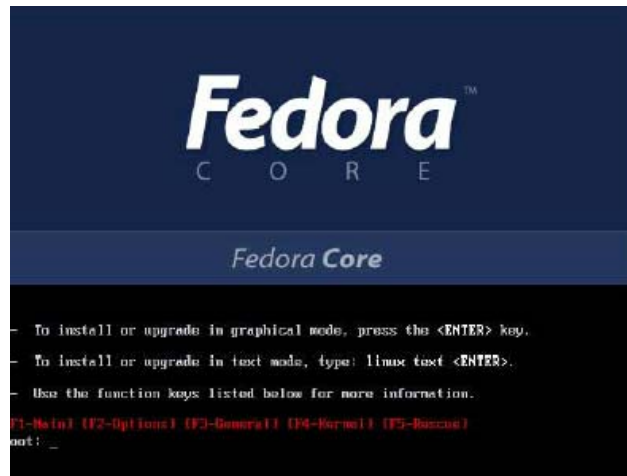 Fedora™
CORE
Fedora Core
- To install or upgrade in graphical mode, press the <ENTER> key.
- To install or upgrade in text mode, type: linux text <ENTER>.
- Use the function keys listed below for more information.
F1-Main] [F2-Options] [F3-General] [F4-Kernel] [F5-Rescue]
oot: _